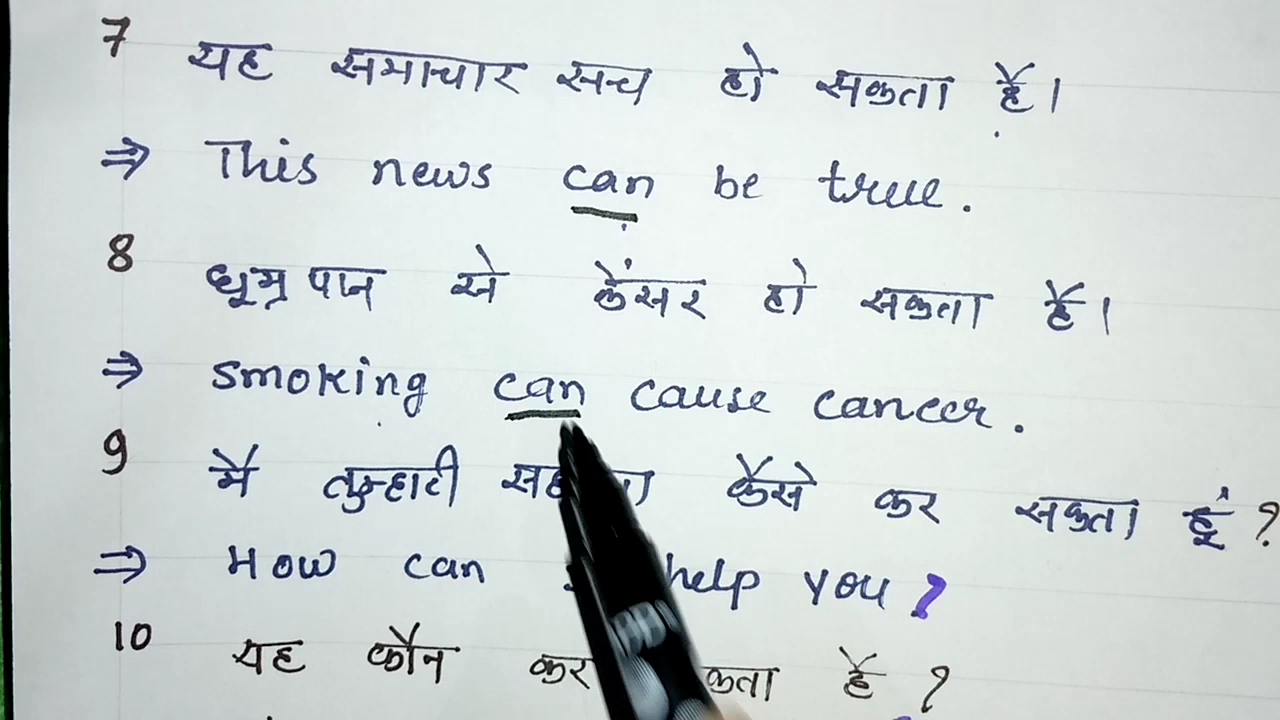 7 यह समाचार सच हो सकता है।
⇒ This news can be true.
8 धूम्रपान से कैंसर हो सकता है।
⇒ Smoking can cause cancer.
9 मैं तुम्हारी कैसे कर सकता हूं ?
⇒ How can help you ?
10 यह कौन कर है ?